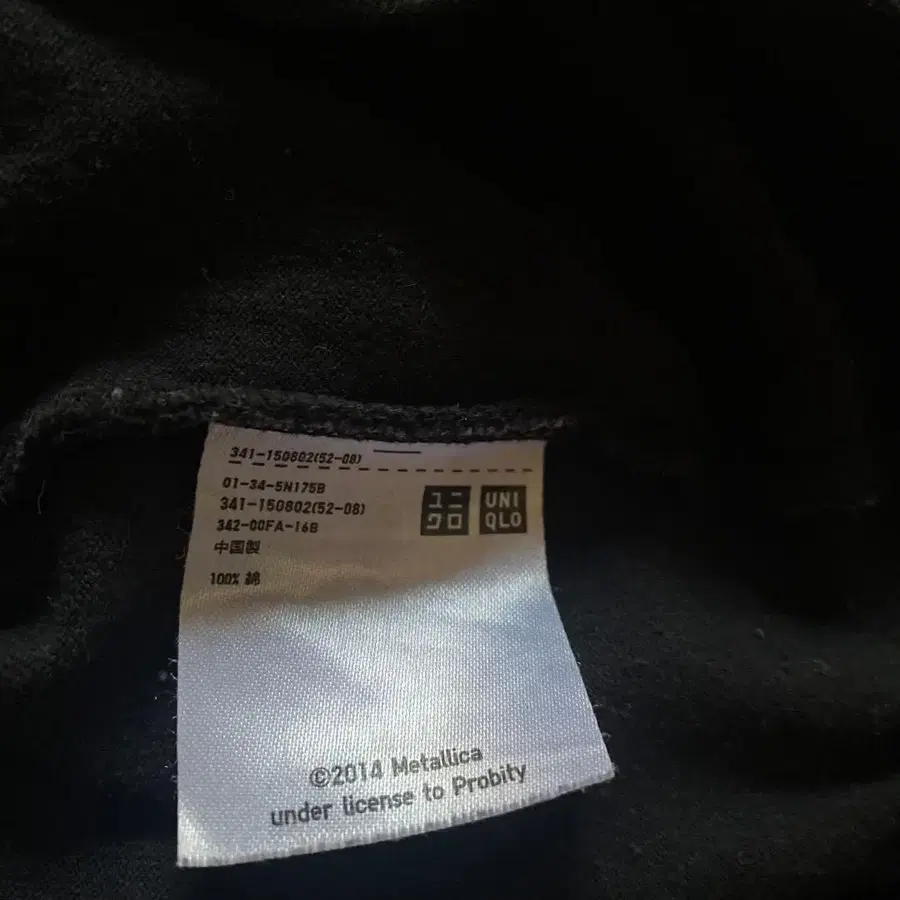 341-150802(52-08)
01-34-5N175B
341-150802(52-08)
342-00FA-16B
中国製
100% 綿
ユニ
クロ
UNI
QLO
©2014 Metallica
under license to Probity